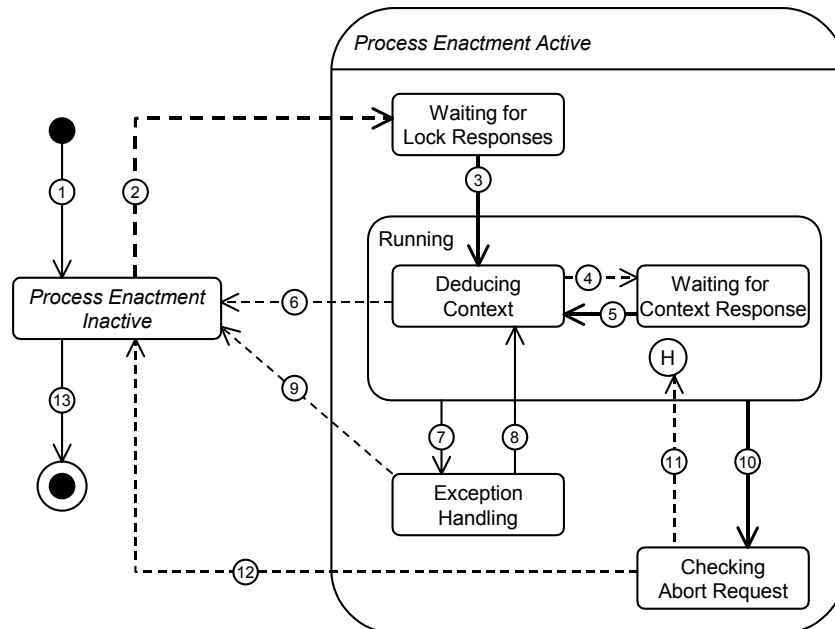 Process Enactment Active
Waiting for
Lock Responses
1
2
3
Running
Deducing
Context
4
Waiting for
Context Response
5
Process Enactment
Inactive
6
H
13
9
7
8
11
10
Exception
Handling
12
Checking
Abort Request